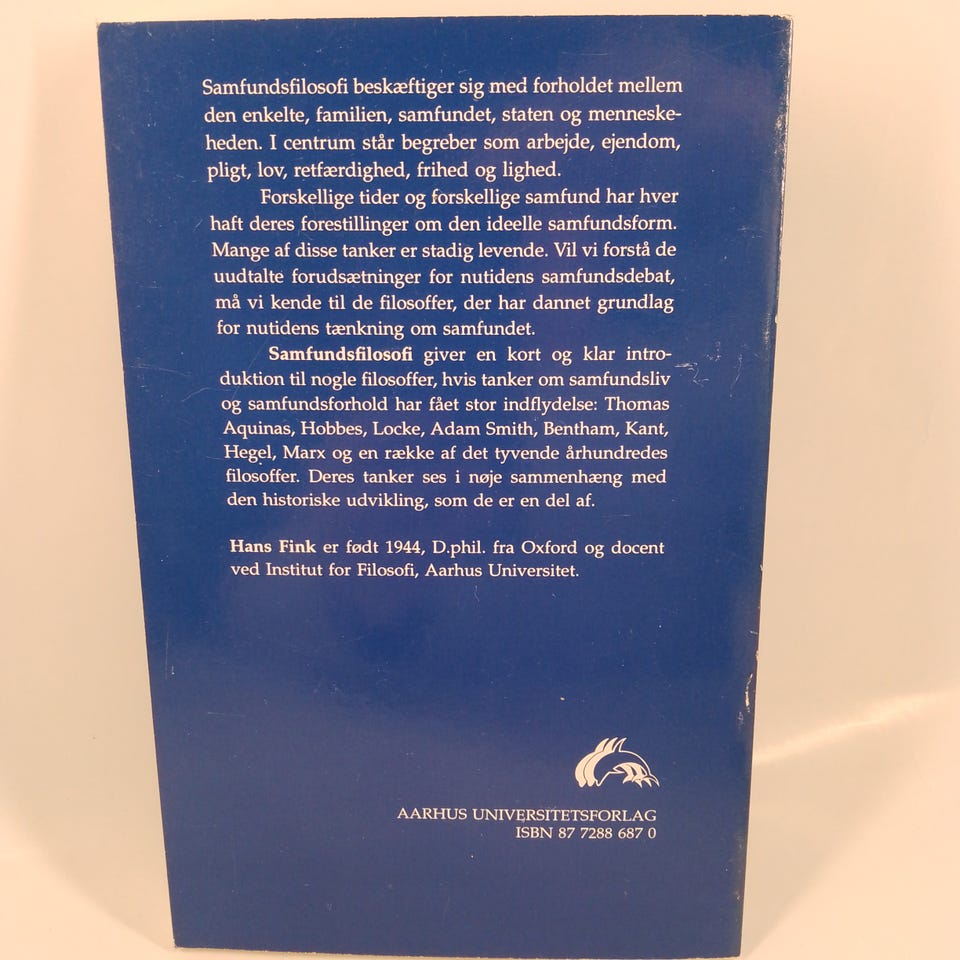 Samfundsfilosofi beskæftiger sig med forholdet mellem
den enkelte, familien, samfundet, staten og menneske-
heden. I centrum står begreber som arbejde, ejendom,
pligt, lov, retfærdighed, frihed og lighed.
Forskellige tider og forskellige samfund har hver
haft deres forestillinger om den ideelle samfundsform.
Mange af disse tanker er stadig levende. Vil vi forstå de
uudtalte forudsætninger for nutidens samfundsdebat,
må vi kende til de filosoffer, der har dannet grundlag
for nutidens tænkning om samfundet.
Samfundsfilosofi giver en kort og klar intro-
duktion til nogle filosoffer, hvis tanker om samfundsliv
og samfundsforhold har fået stor indflydelse: Thomas
Aquinas, Hobbes, Locke, Adam Smith, Bentham, Kant,
Hegel, Marx og en række af det tyvende århundredes
filosoffer. Deres tanker ses i nøje sammenhæng med
den historiske udvikling, som de er en del af.
Hans Fink er født 1944, D.phil. fra Oxford og docent
ved Institut for Filosofi, Aarhus Universitet.
AARHUS UNIVERSITETSFORLAG
ISBN 87 7288 687 0